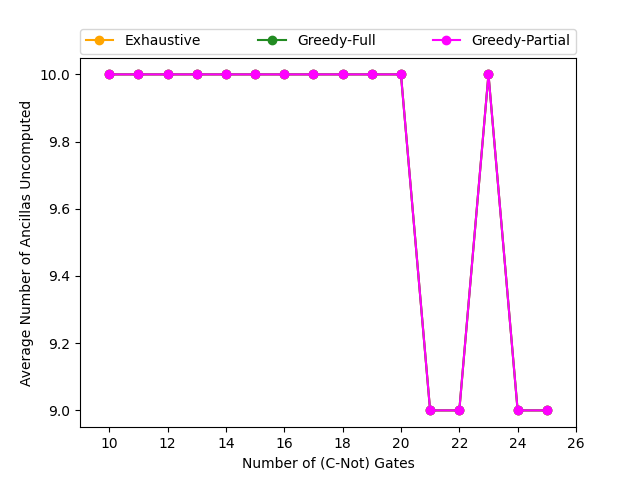 Exhaustive Greedy-Full Greedy-Partial
10.0
9.8
9.6
9.4
9.2
9.0
Average Number of Ancillas Uncomputed
10 12 14 16 18 20 22 24 26
Number of (C-Not) Gates